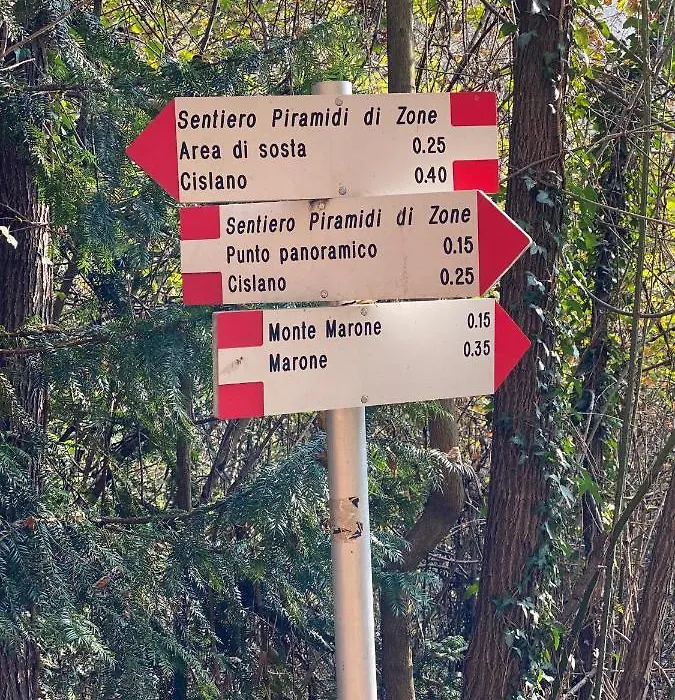 Sentiero Piramidi di Zone
Area di sosta 0.25
Cislano 0.40
Sentiero Piramidi di Zone
Punto panoramico 0.15
Cislano 0.25
Monte Marone 0.15
Marone 0.35